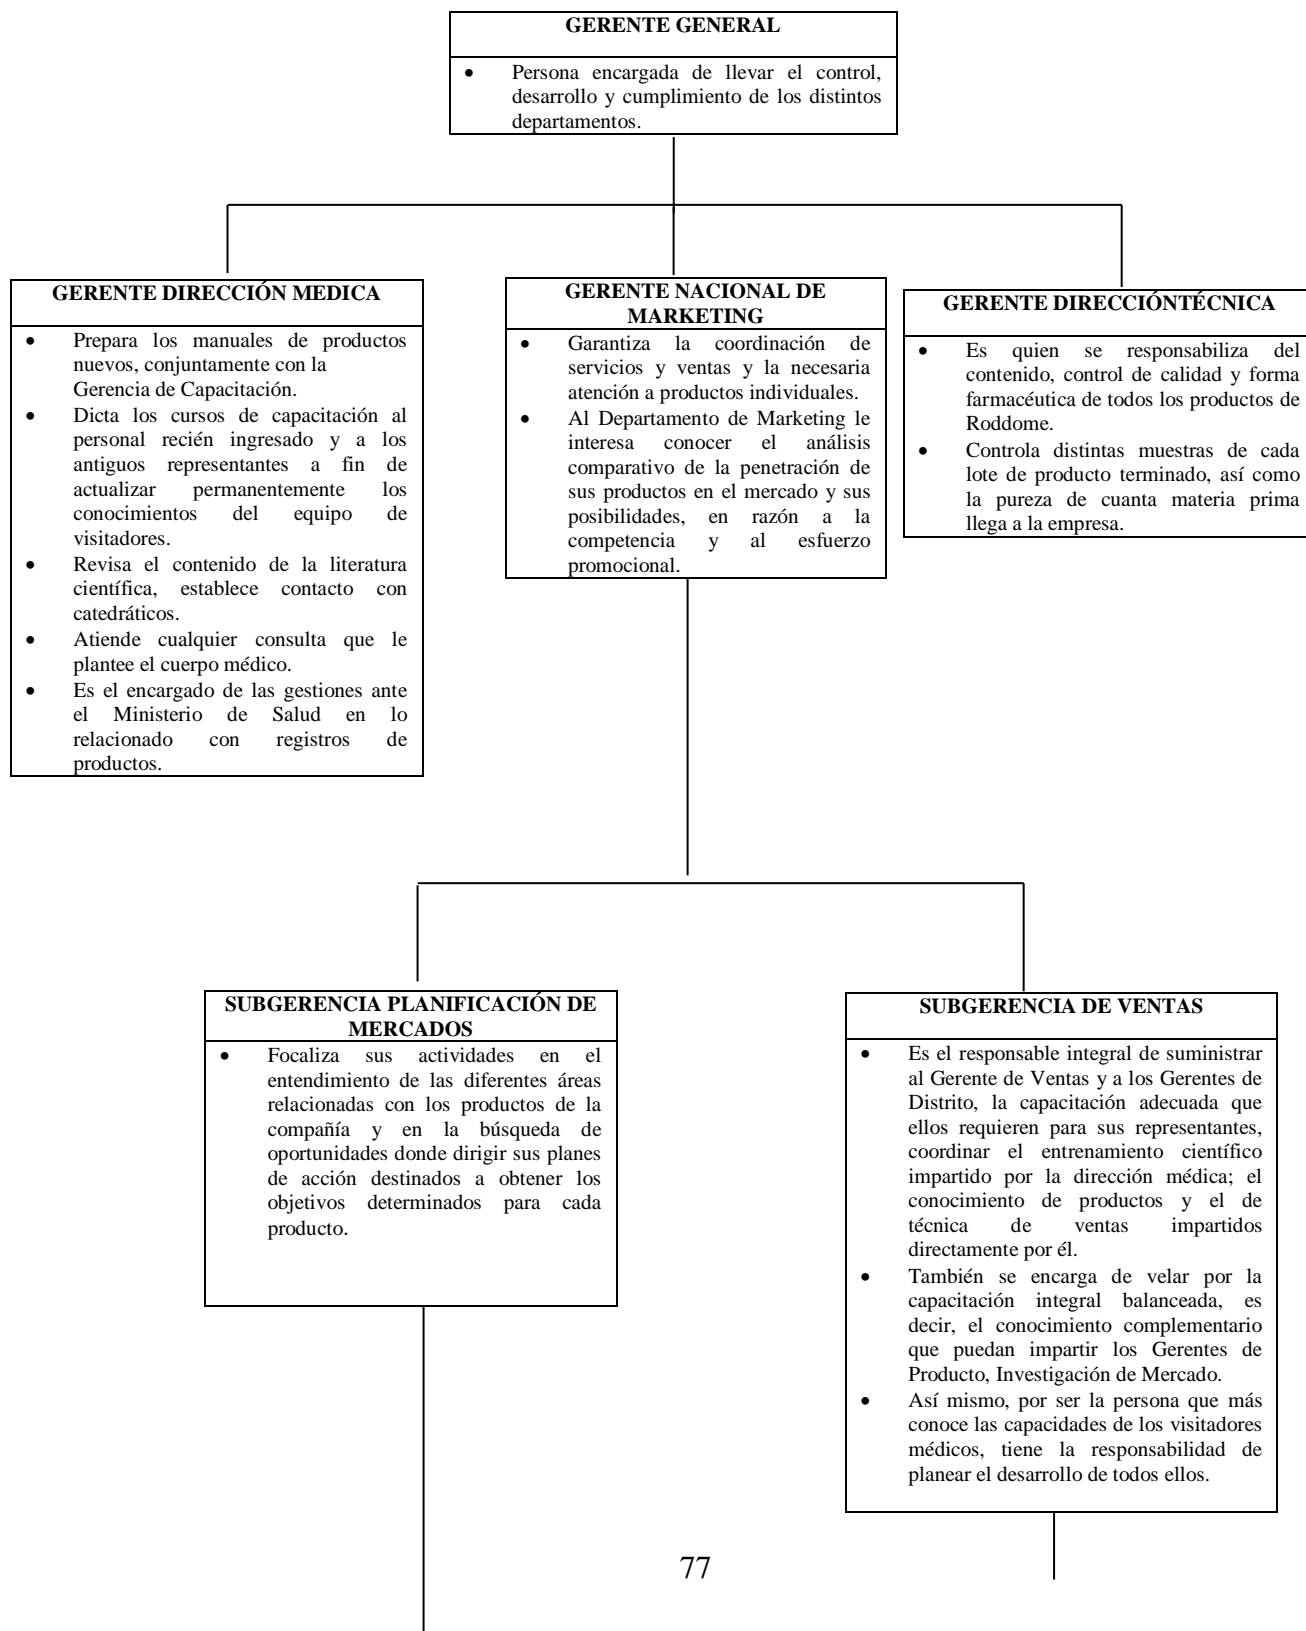 GERENTE GENERAL
• Persona encargada de llevar el control,
desarrollo y cumplimiento de los distintos
departamentos.
GERENTE DIRECCIÓN MEDICA
• Prepara los manuales de productos
nuevos, conjuntamente con la
Gerencia de Capacitación.
• Dicta los cursos de capacitación al
personal recién ingresado y a los
antiguos representantes a fin de
actualizar permanentemente los
conocimientos del equipo de
visitadores.
• Revisa el contenido de la literatura
científica, establece contacto con
catedráticos.
• Atiende cualquier consulta que le
plantee el cuerpo médico.
• Es el encargado de las gestiones ante
el Ministerio de Salud en lo
relacionado con registros de
productos.
GERENTE NACIONAL DE
MARKETING
• Garantiza la coordinación de
servicios y ventas y la necesaria
atención a productos individuales.
• Al Departamento de Marketing le
interesa conocer el análisis
comparativo de la penetración de
sus productos en el mercado y sus
posibilidades, en razón a la
competencia y al esfuerzo
promocional.
GERENTE DIRECCIÓNTÉCNICA
• Es quien se responsabiliza del
contenido, control de calidad y forma
farmacéutica de todos los productos de
Roddome.
• Controla distintas muestras de cada
lote de producto terminado, así como
la pureza de cuanta materia prima
llega a la empresa.
SUBGERENCIA PLANIFICACIÓN DE
MERCADOS
• Focaliza sus actividades en el
entendimiento de las diferentes áreas
relacionadas con los productos de la
compañía y en la búsqueda de
oportunidades donde dirigir sus planes
de acción destinados a obtener los
objetivos determinados para cada
producto.
SUBGERENCIA DE VENTAS
• Es el responsable integral de suministrar
al Gerente de Ventas y a los Gerentes de
Distrito, la capacitación adecuada que
ellos requieren para sus representantes,
coordinar el entrenamiento científico
impartido por la dirección médica; el
conocimiento de productos y el de
técnica de ventas impartidos
directamente por él.
• También se encarga de velar por la
capacitación integral balanceada, es
decir, el conocimiento complementario
que puedan impartir los Gerentes de
Producto, Investigación de Mercado.
• Así mismo, por ser la persona que más
conoce las capacidades de los visitadores
médicos, tiene la responsabilidad de
planear el desarrollo de todos ellos.
77